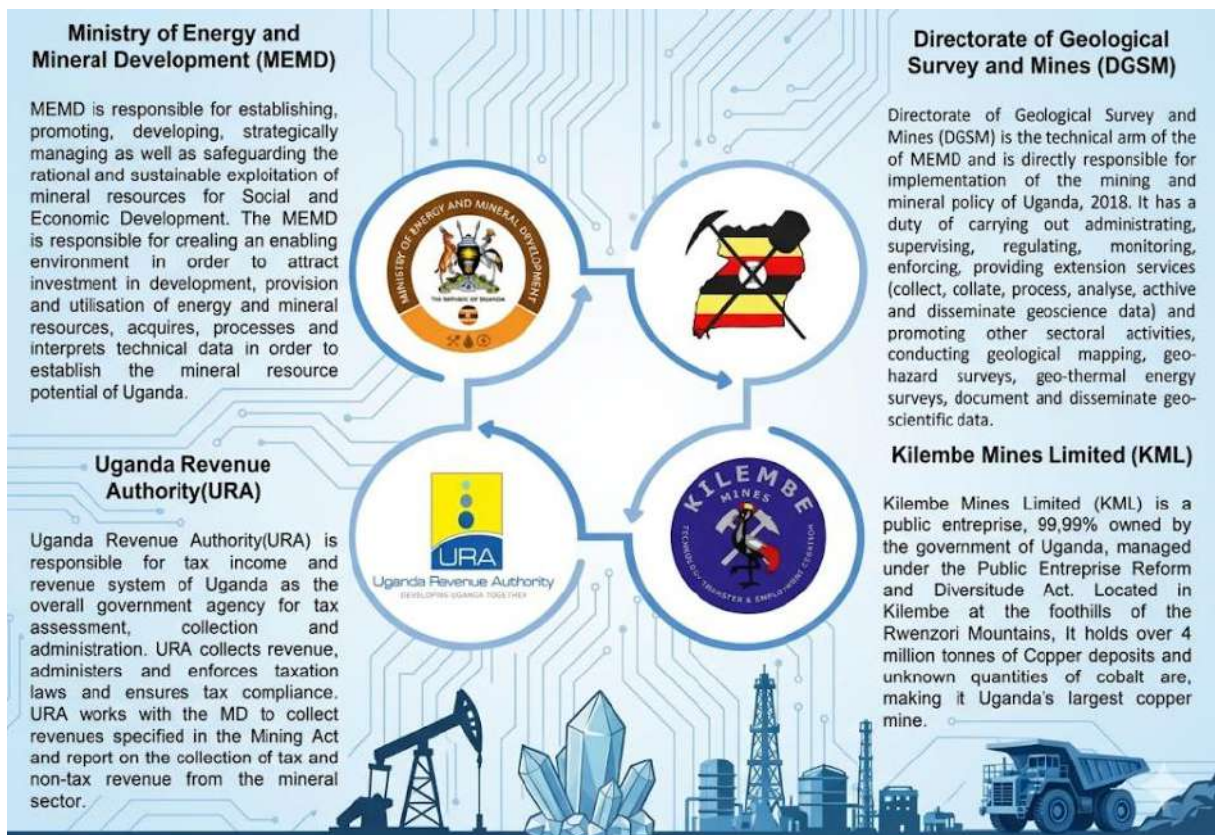 Ministry of Energy and
Mineral Development (MEMD)
MEMD is responsible for establishing,
promoting, developing, strategically
managing as well as safeguarding the
rational and sustainable exploitation of
mineral resources for Social and
Economic Development. The MEMD
is responsible for crealing an enabling
environment in order to attract
investment in development, provision
and utilisation of energy and mineral
resources, acquires, processes and
interprets technical data in order to
establish the mineral resource
potential of Uganda.
Directorate of Geological
Survey and Mines (DGSM)
Directorate of Geological Survey and
Mines (DGSM) is the technical arm of the
of MEMD and is directly responsible for
implementation of the mining and
mineral policy of Uganda, 2018. It has a
duty of carrying out administrating,
supervising, regulating, monitoring,
enforcing, providing extension services
(collect, collate, process, analyse, acthive
and disseminate geoscience data) and
promoting other sectoral activities,
conducting geological mapping, geo-
hazard surveys, geo-thermal energy
surveys, document and disseminate geo-
scientific data.
MINISTRY OF ENERGY AND MINERAL DEVELOPMENT
THE REPUBLIC OF UGANDA
Uganda Revenue
Authority(URA)
Uganda Revenue Authority(URA) is
responsible for tax income and
revenue system of Uganda as the
overall government agency for tax
assessment, collection and
administration. URA collects revenue,
administers and enforces taxation
laws and ensures tax compliance.
URA works with the MD to collect
revenues specified in the Mining Act
and report on the collection of tax and
non-tax revenue from the mineral
sector.
URA
Uganda Revenue Authority
DEVELOPING UGANDA TOGETHER
KILEMBE
MINES
TECHNOLOGY TRANSFER & EMPLOYMENT
Kilembe Mines Limited (KML)
Kilembe Mines Limited (KML) is a
public entreprise, 99,99% owned by
the government of Uganda, managed
under the Public Entreprise Reform
and Diversitude Act. Located in
Kilembe at the foothills of the
Rwenzori Mountains, It holds over 4
million tonnes of Copper deposits and
unknown quantities of cobalt are,
making it Uganda's largest copper
mine.